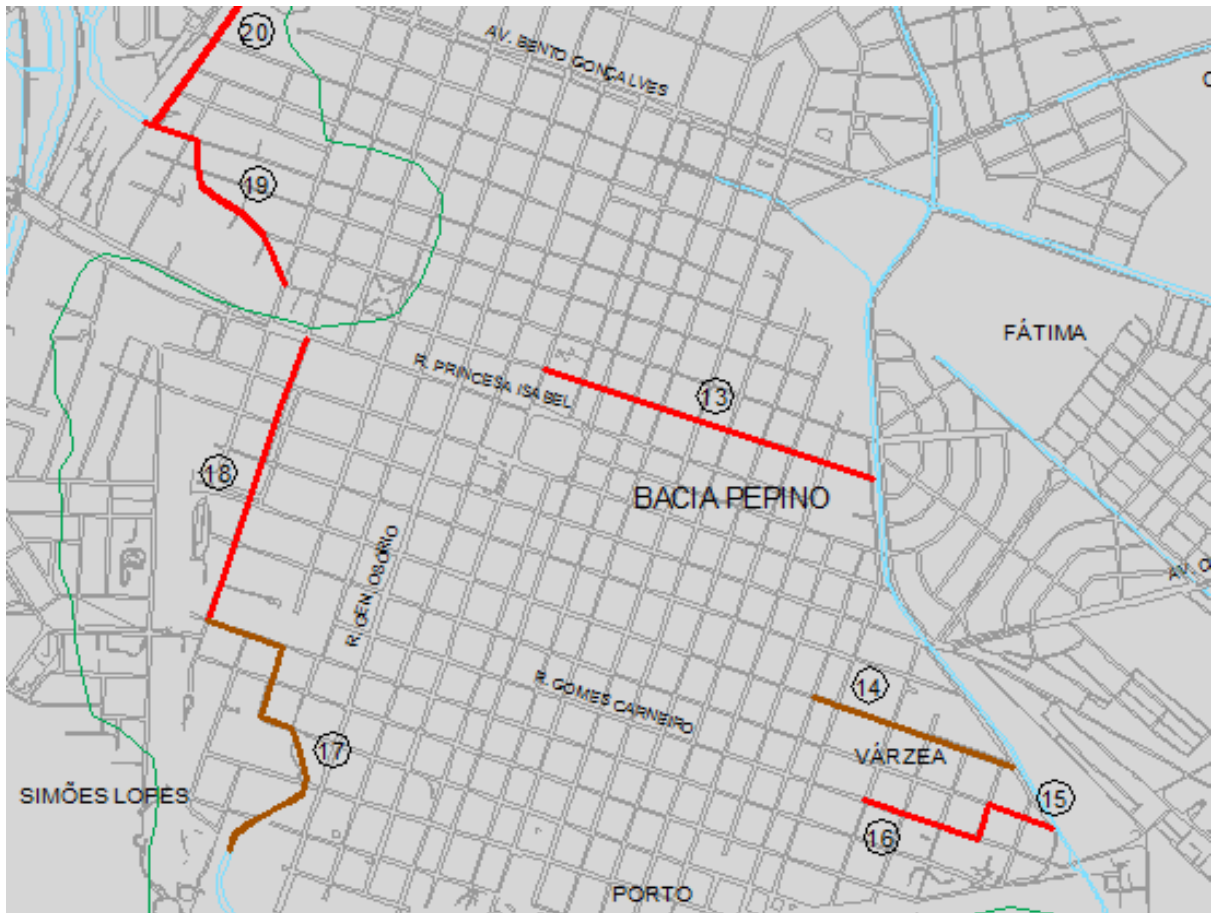 20
AV. BENTO GONÇALVES
19
FÁTIMA
R. PRINCESA ISABEL
13
18
BACIA PEPINO
R. GEN. OSÓRIO
14
R. GOMES CARNEIRO
17
VÁRZEA
SIMÕES LOPES
15
16
PORTO